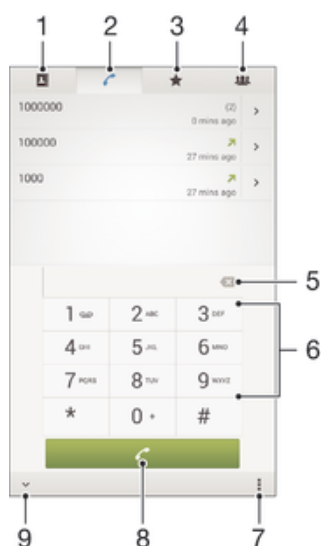 1 2 3 4
1000000 (2)
0 mins ago
100000
27 mins ago
1000
27 mins ago
5
1 2 ABC 3 DEF
4 GHI 5 JKL 6 MNO
6
7 PQRS 8 TUV 9 WXYZ
* 0 + #
9 8 7